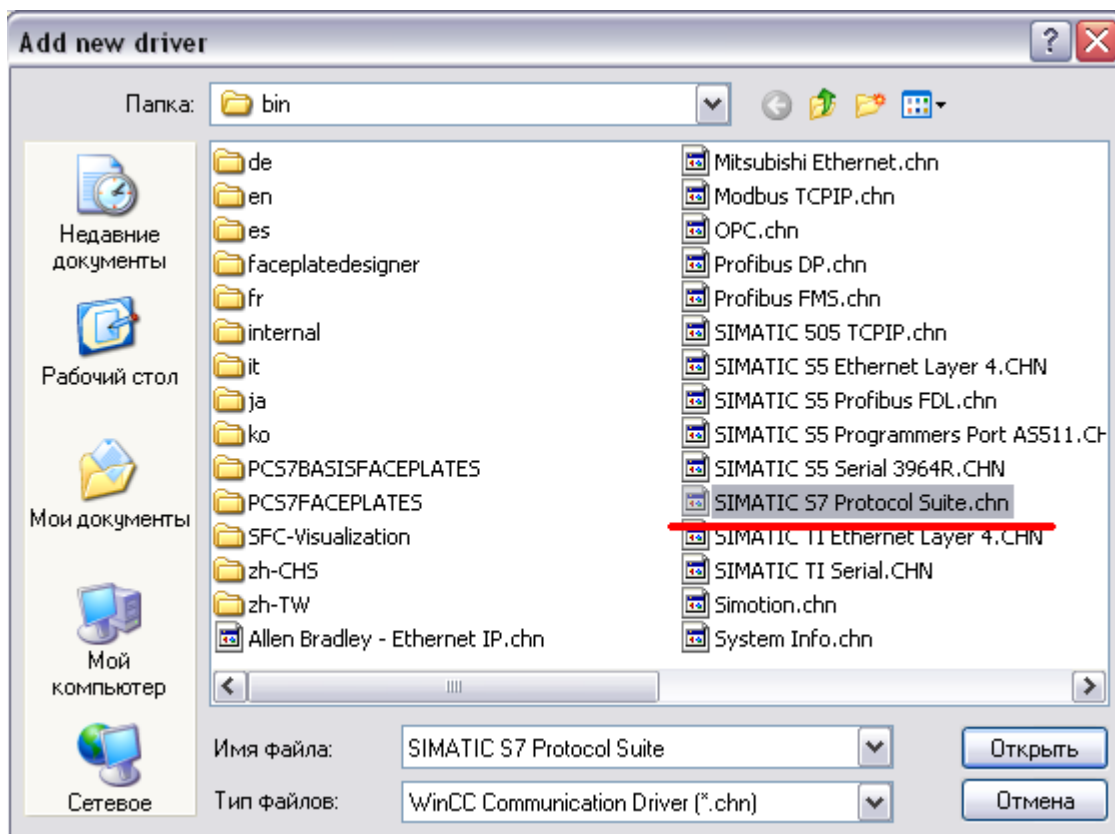 Add new driver
Папка:
bin
Недавние
документы
Рабочий стол
Мои документы
Мой
компьютер
Сетевое
de
en
es
faceplatedesigner
fr
internal
it
ja
ko
PCS7BASISFACEPLATES
PCS7FACEPLATES
SFC-Visualization
zh-CHS
zh-TW
Allen Bradley - Ethernet IP.chn
Mitsubishi Ethernet.chn
Modbus TCPIP.chn
OPC.chn
Profibus DP.chn
Profibus FMS.chn
SIMATIC 505 TCPIP.chn
SIMATIC S5 Ethernet Layer 4.CHN
SIMATIC S5 Profibus FDL.chn
SIMATIC S5 Programmers Port AS511.CH
SIMATIC S5 Serial 3964R.CHN
SIMATIC S7 Protocol Suite.chn
SIMATIC TI Ethernet Layer 4.CHN
SIMATIC TI Serial.CHN
Simotion.chn
System Info.chn
Имя файла:
SIMATIC S7 Protocol Suite
Открыть
Тип файлов:
WinCC Communication Driver (*.chn)
Отмена